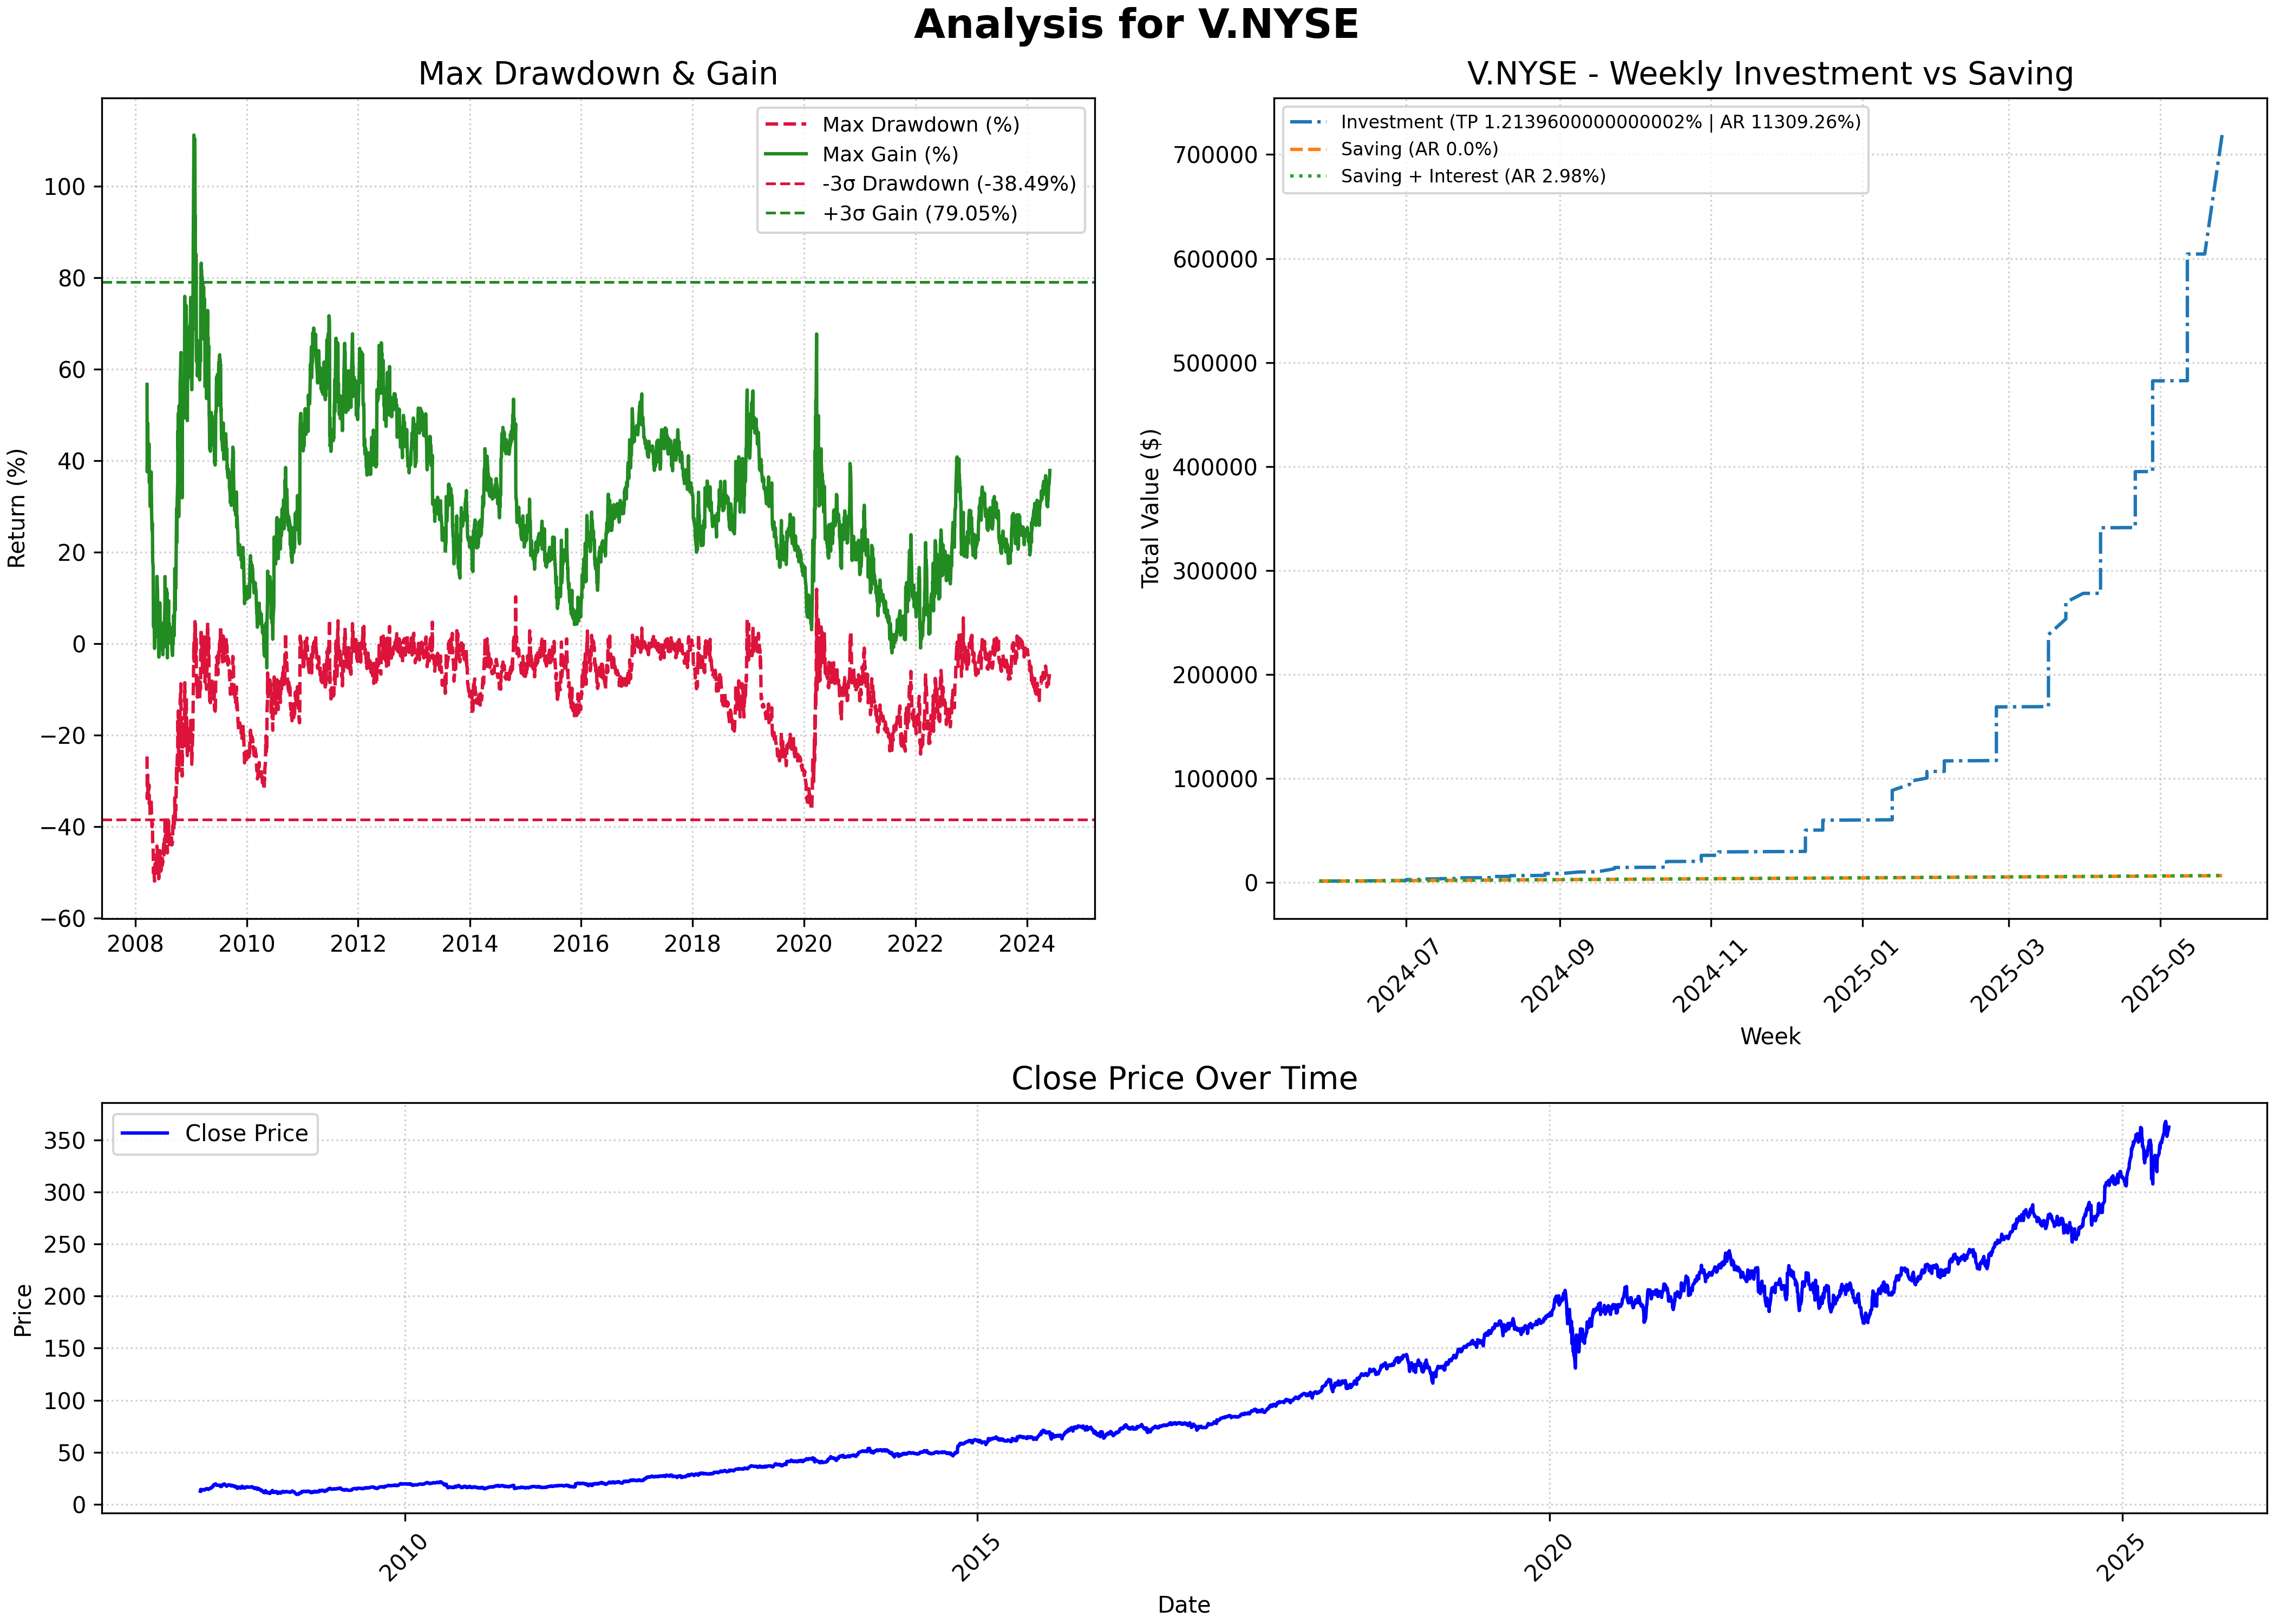 Analysis for V.NYSE
Max Drawdown & Gain
Max Drawdown (%)
Max Gain (%)
-3σ Drawdown (-38.49%)
+3σ Gain (79.05%)
Return (%)
100
80
60
40
20
0
−20
−40
−60
2008
2010
2012
2014
2016
2018
2020
2022
2024
V.NYSE - Weekly Investment vs Saving
Investment (TP 1.2139600000000002% | AR 11309.26%)
Saving (AR 0.0%)
Saving + Interest (AR 2.98%)
Total Value ($)
700000
600000
500000
400000
300000
200000
100000
0
2024-07
2024-09
2024-11
2025-01
2025-03
2025-05
Week
Close Price Over Time
Close Price
Price
350
300
250
200
150
100
50
0
2010
2015
2020
2025
Date